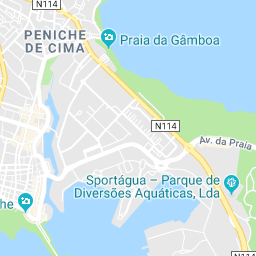 N114
PENICHE
DE CIMA
Praia da Gâmboa
N114
N114
Av. da Praia
Sportágua – Parque de
Diversões Aquáticas, Lda
he